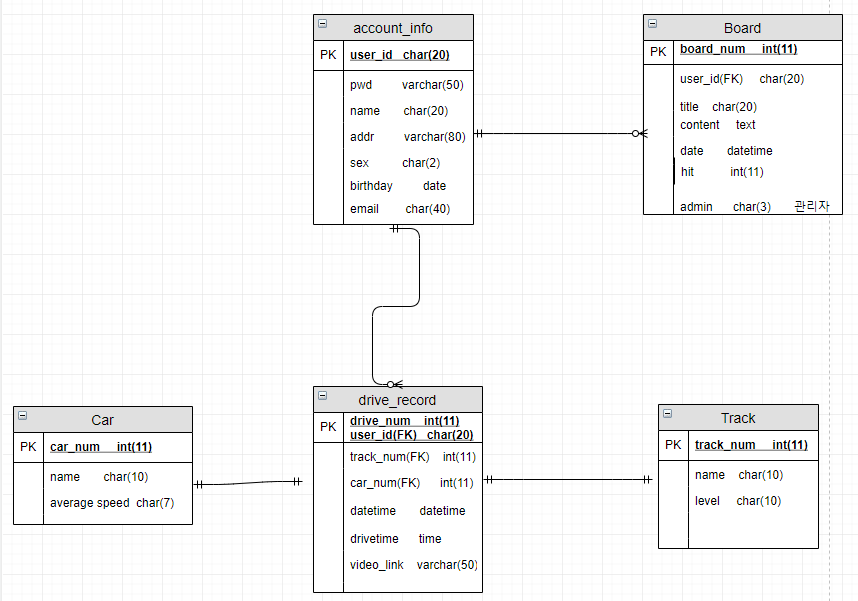 account_info
PK user_id char(20)
pwd varchar(50)
name char(20)
addr varchar(80)
sex char(2)
birthday date
email char(40)
Board
PK board_num int(11)
user_id(FK) char(20)
title char(20)
content text
date datetime
hit int(11)
admin char(3) 관리자
Car
PK car_num int(11)
name char(10)
average speed char(7)
drive_record
PK drive_num int(11)
user_id(FK) char(20)
track_num(FK) int(11)
car_num(FK) int(11)
datetime datetime
drivetime time
video_link varchar(50)
Track
PK track_num int(11)
name char(10)
level char(10)